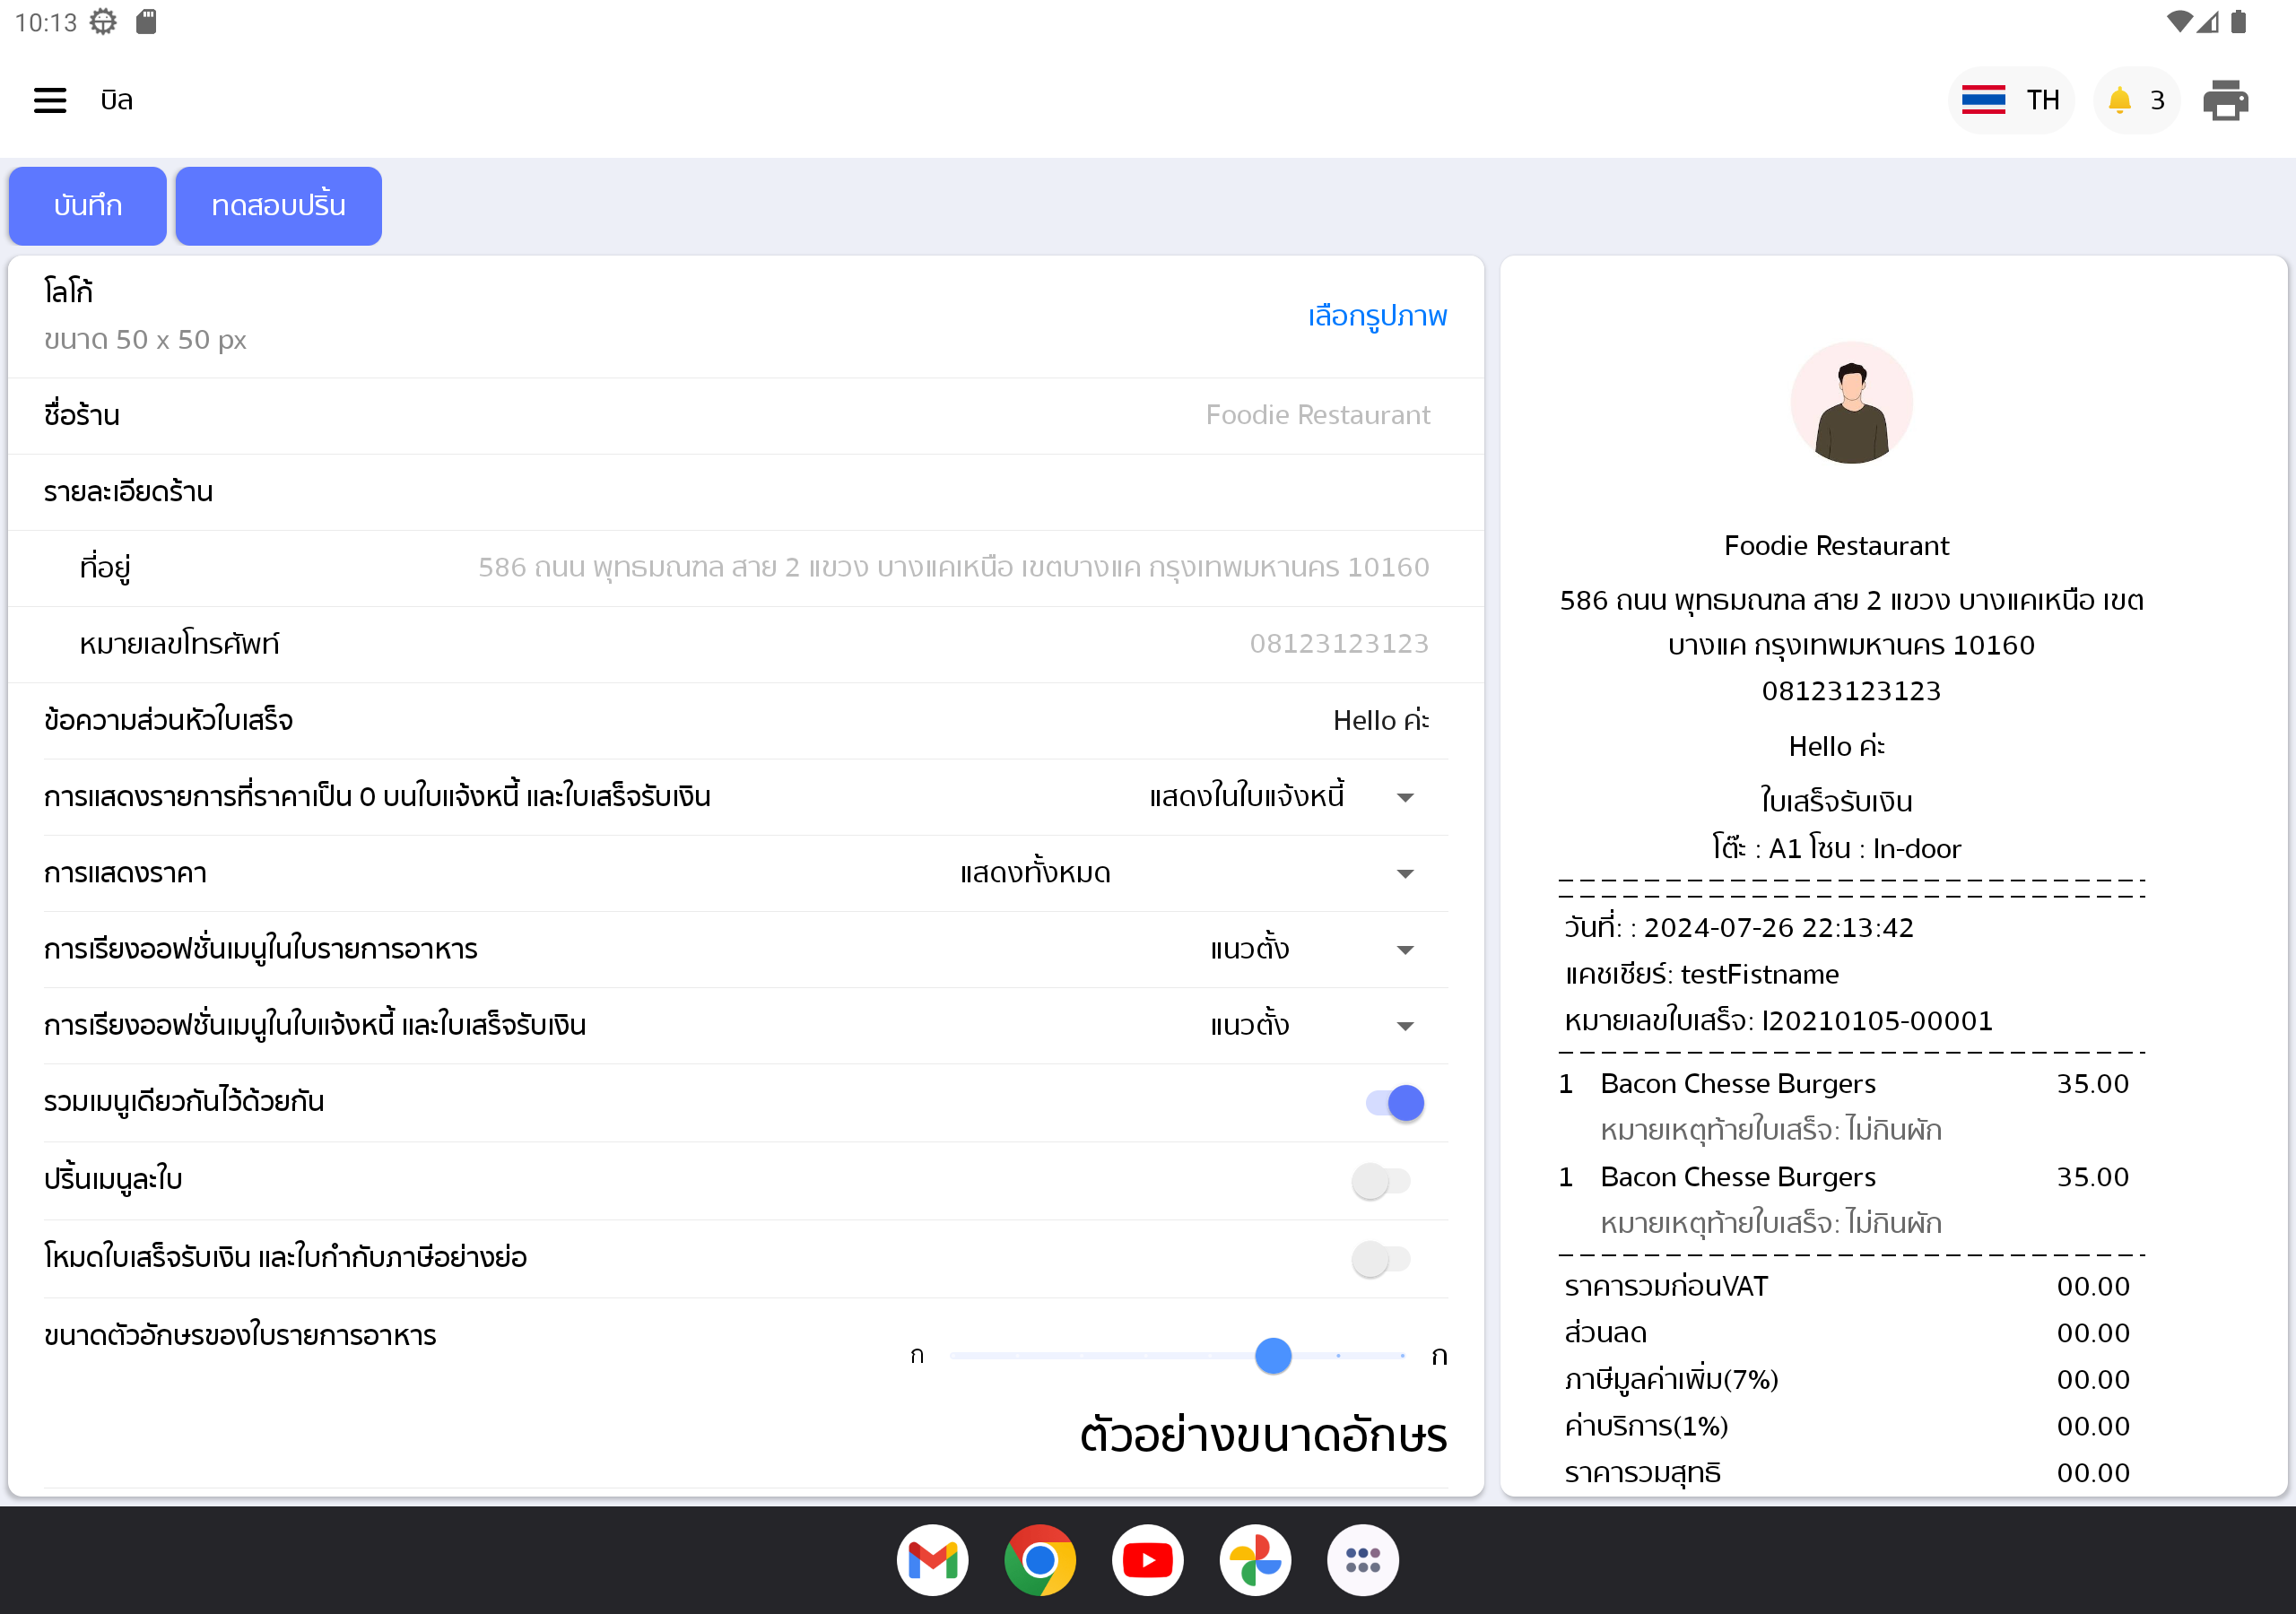 10:13
บิล
TH
3
บันทึก
ทดสอบปริ้น
โลโก้
ขนาด 50 x 50 px
เลือกรูปภาพ
ชื่อร้าน
Foodie Restaurant
รายละเอียดร้าน
ที่อยู่
586 ถนน พุทธมณฑล สาย 2 แขวง บางแคเหนือ เขตบางแค กรุงเทพมหานคร 10160
หมายเลขโทรศัพท์
08123123123
ข้อความส่วนหัวใบเสร็จ
Hello ค่ะ
การแสดงรายการที่ราคาเป็น 0 บนใบแจ้งหนี้ และใบเสร็จรับเงิน
แสดงในใบแจ้งหนี้
การแสดงราคา
แสดงทั้งหมด
การเรียงออฟชั่นเมนูในใบรายการอาหาร
แนวตั้ง
การเรียงออฟชั่นเมนูในใบแจ้งหนี้ และใบเสร็จรับเงิน
แนวตั้ง
รวมเมนูเดียวกันไว้ด้วยกัน
ปริ้นเมนูละใบ
โหมดใบเสร็จรับเงิน และใบกำกับภาษีอย่างย่อ
ขนาดตัวอักษรของใบรายการอาหาร
ก
ก
ตัวอย่างขนาดอักษร
Foodie Restaurant
586 ถนน พุทธมณฑล สาย 2 แขวง บางแคเหนือ เขต
บางแค กรุงเทพมหานคร 10160
08123123123
Hello ค่ะ
ใบเสร็จรับเงิน
โต๊ะ : A1 โซน : In-door
วันที่: : 2024-07-26 22:13:42
แคชเชียร์: testFistname
หมายเลขใบเสร็จ: I20210105-00001
1 Bacon Chesse Burgers 35.00
หมายเหตุท้ายใบเสร็จ: ไม่กินผัก
1 Bacon Chesse Burgers 35.00
หมายเหตุท้ายใบเสร็จ: ไม่กินผัก
ราคารวมก่อนVAT 00.00
ส่วนลด 00.00
ภาษีมูลค่าเพิ่ม(7%) 00.00
ค่าบริการ(1%) 00.00
ราคารวมสุทธิ 00.00